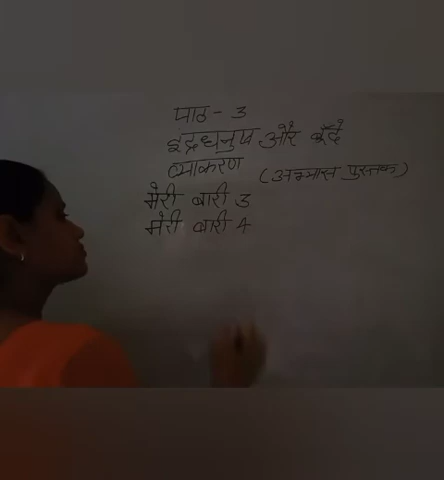 पाठ - 3
इंद्रधनुष और बूँदें
व्याकरण (अभ्यास पुस्तक)
मेरी बारी 3
मेरी बारी 4